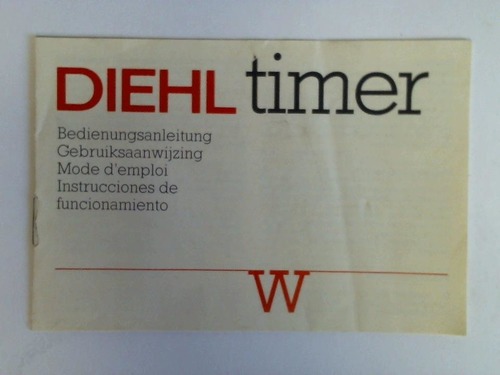 DIEHL timer
Bedienungsanleitung
Gebruiksaanwijzing
Mode d'emploi
Instrucciones de
funcionamiento
W